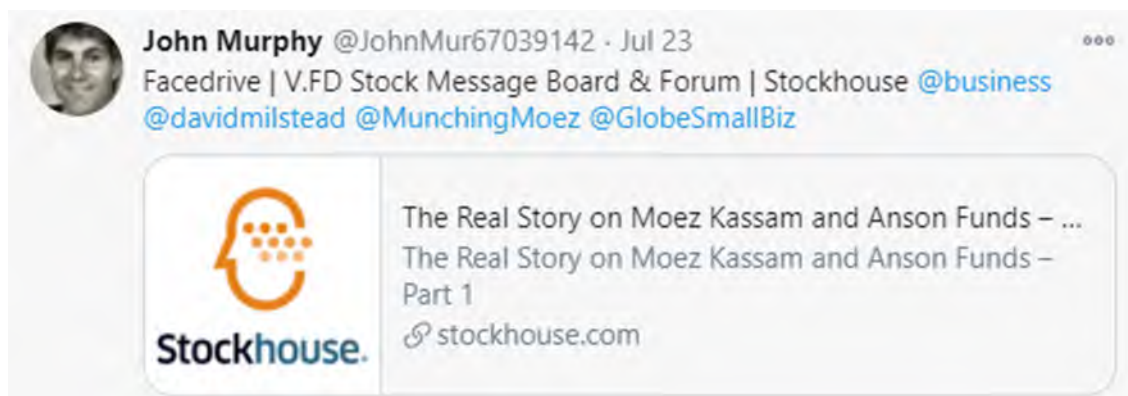 John Murphy @JohnMur67039142 · Jul 23
Facedrive | V.FD Stock Message Board & Forum | Stockhouse @business
@davidmilstead @MunchingMoez @GlobeSmallBiz
The Real Story on Moez Kassam and Anson Funds – ...
The Real Story on Moez Kassam and Anson Funds –
Part 1
stockhouse.com
Stockhouse.